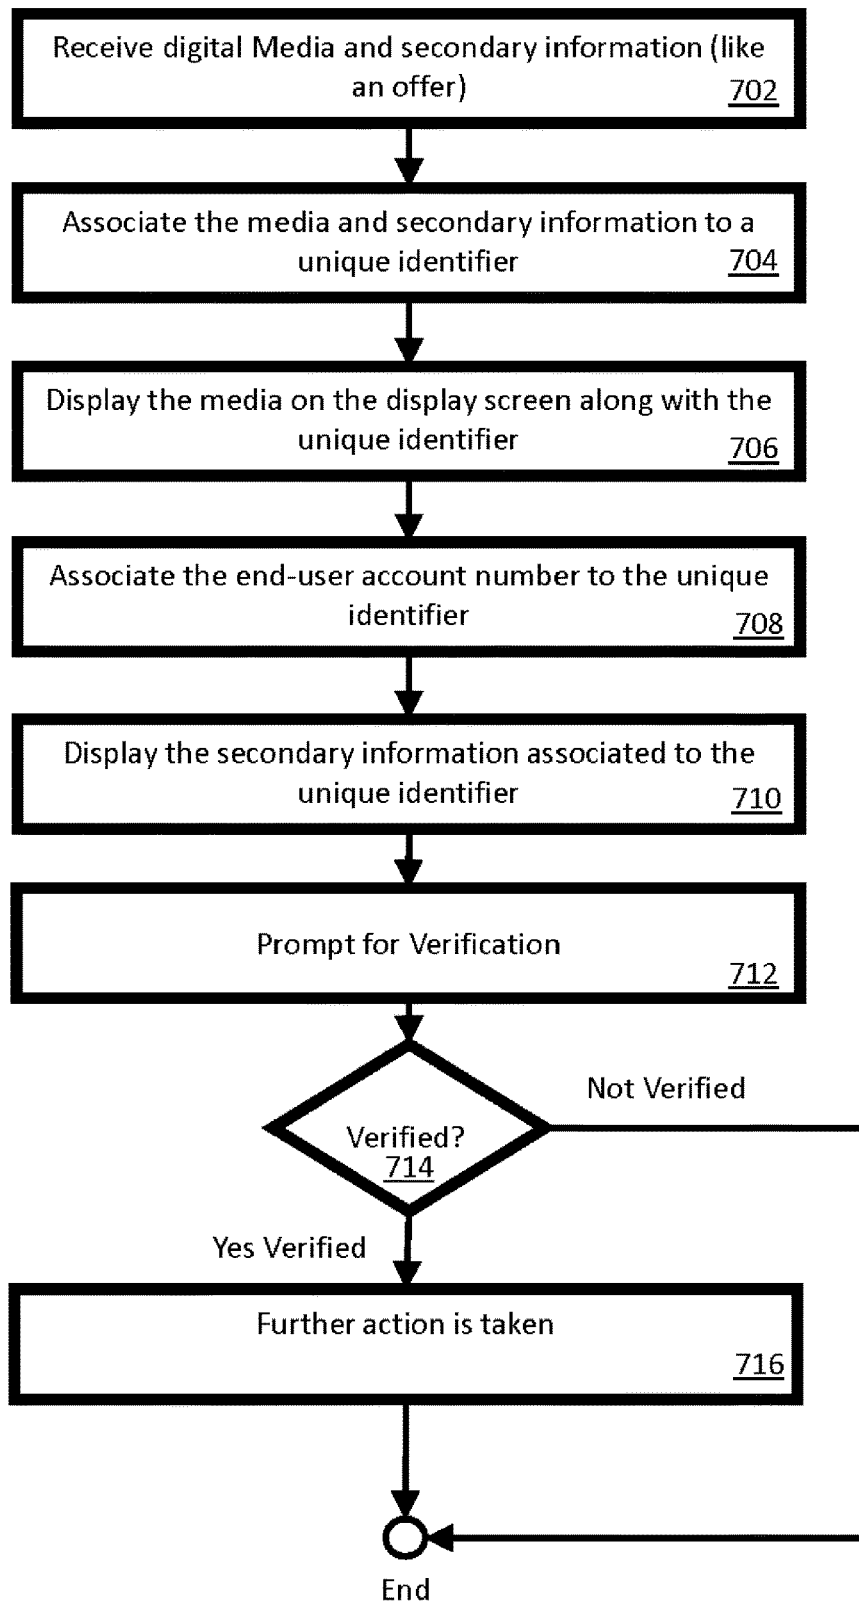 Receive digital Media and secondary information (like
an offer)
702
Associate the media and secondary information to a
unique identifier
704
Display the media on the display screen along with the
unique identifier
706
Associate the end-user account number to the unique
identifier
708
Display the secondary information associated to the
unique identifier
710
Prompt for Verification
712
Not Verified
Verified?
714
Yes Verified
Further action is taken
716
End